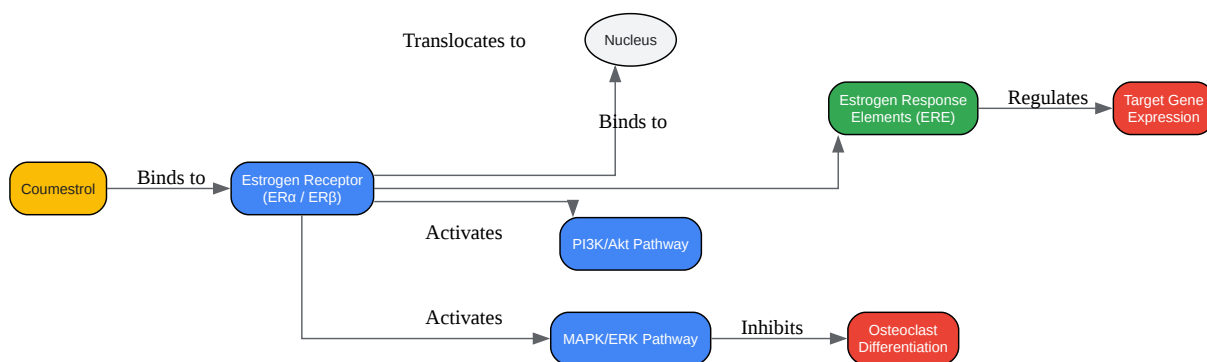 Translocates to
Nucleus
Binds to
Estrogen Response
Elements (ERE)
Regulates
Target Gene
Expression
Coumestrol
Binds to
Estrogen Receptor
(ERα / ERβ)
Activates
PI3K/Akt Pathway
Activates
MAPK/ERK Pathway
Inhibits
Osteoclast
Differentiation